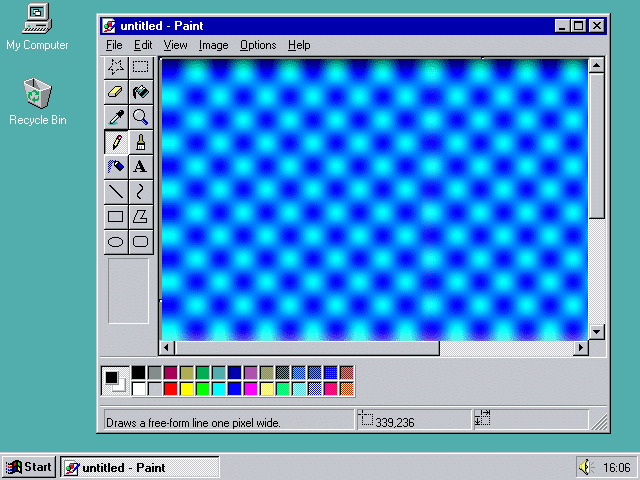 My Computer
Recycle Bin
untitled - Paint
File Edit View Image Options Help
A
Draws a free-form line one pixel wide.
339,236
Start
untitled - Paint
16:06